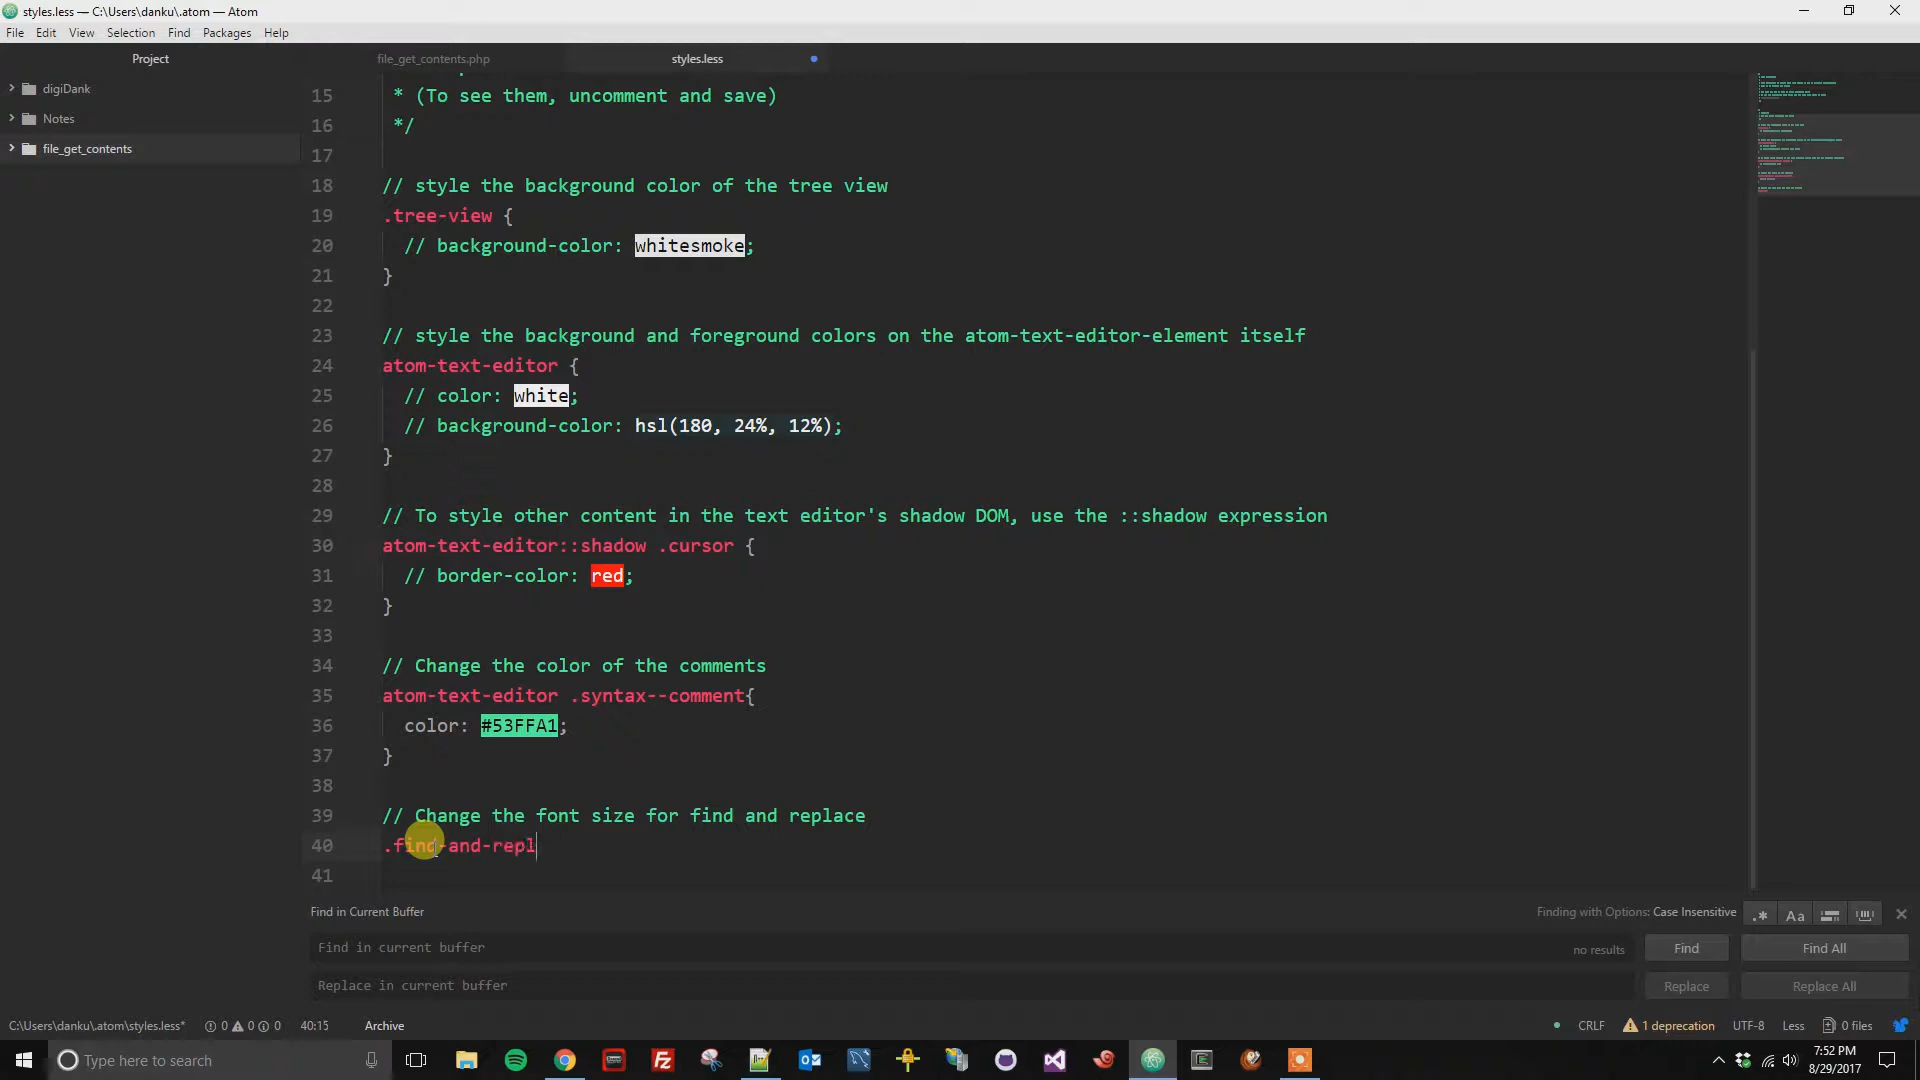 styles.less — C:\Users\danku\.atom — Atom
File Edit View Selection Find Packages Help
Project
file_get_contents.php
styles.less
digiDank
Notes
file_get_contents
15 * (To see them, uncomment and save)
16 */
17
18 // style the background color of the tree view
19 .tree-view {
20 // background-color: whitesmoke;
21 }
22
23 // style the background and foreground colors on the atom-text-editor-element itself
24 atom-text-editor {
25 // color: white;
26 // background-color: hsl(180, 24%, 12%);
27 }
28
29 // To style other content in the text editor's shadow DOM, use the ::shadow expression
30 atom-text-editor::shadow .cursor {
31 // border-color: red;
32 }
33
34 // Change the color of the comments
35 atom-text-editor .syntax--comment{
36 color: #53FFA1;
37 }
38
39 // Change the font size for find and replace
40 .find-and-repl
41
Find in Current Buffer
Finding with Options: Case Insensitive
.* Aa
Find in current buffer
no results
Find
Find All
Replace in current buffer
Replace
Replace All
C:\Users\danku\.atom\styles.less* 0 0 0 40:15 Archive
CRLF 1 deprecation UTF-8 Less 0 files
Type here to search
7:52 PM
8/29/2017